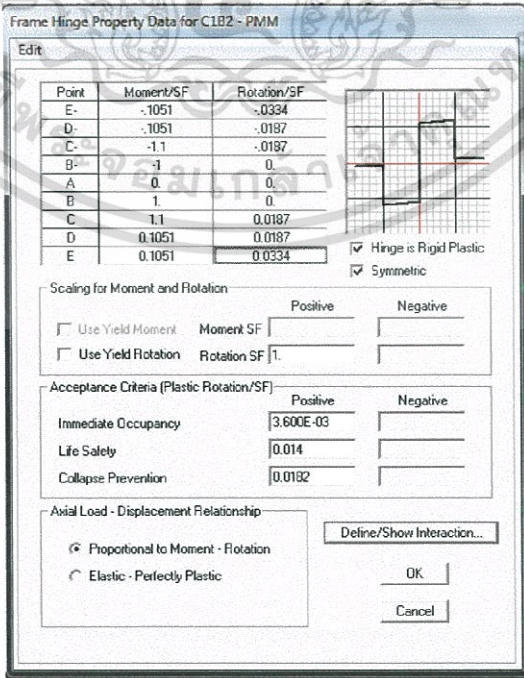 Frame Hinge Property Data for C1B2 - PMM
Edit
Point Moment/SF Rotation/SF
E- -.1051 -.0334
D- -.1051 -.0187
C- -1.1 -.0187
B- -1 0.
A 0. 0.
B 1. 0.
C 1.1 0.0187
D 0.1051 0.0187
E 0.1051 0.0334
Hinge is Rigid Plastic
Symmetric
Scaling for Moment and Rotation
Positive Negative
Use Yield Moment Moment SF
Use Yield Rotation Rotation SF 1.
Acceptance Criteria (Plastic Rotation/SF)
Positive Negative
Immediate Occupancy 3.600E-03
Life Safety 0.014
Collapse Prevention 0.0182
Axial Load - Displacement Relationship
Proportional to Moment - Rotation
Elastic - Perfectly Plastic
Define/Show Interaction...
OK
Cancel